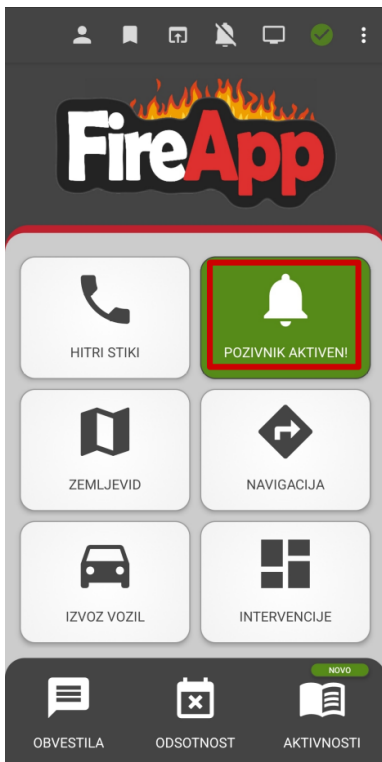 FireApp
HITRI STIKI
POZIVNIK AKTIVEN!
ZEMLJEVID
NAVIGACIJA
IZVOZ VOZIL
INTERVENCIJE
NOVO
OBVESTILA
ODSOTNOST
AKTIVNOSTI